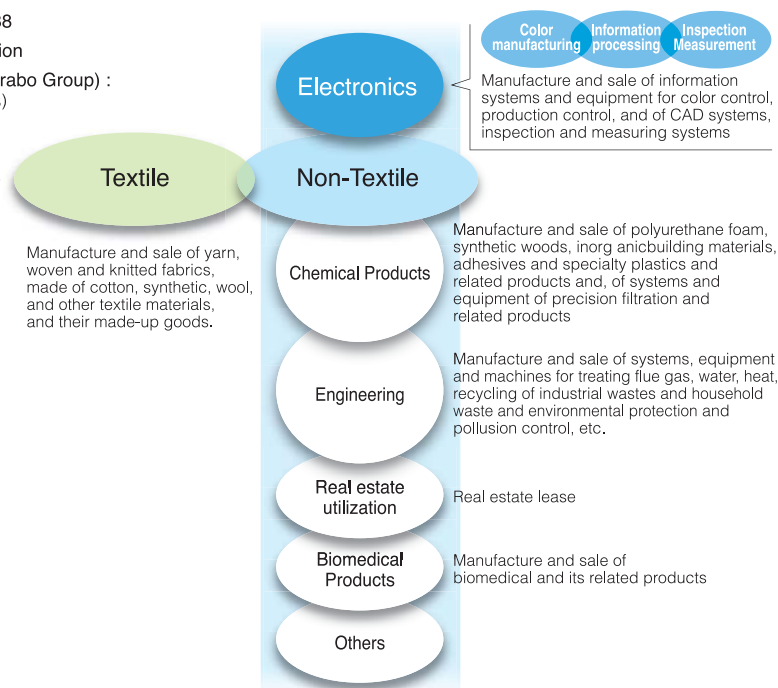 38
ion
rabo Group) :
)
Color
manufacturing
Information
processing
Inspection
Measurement
Electronics
Manufacture and sale of information
systems and equipment for color control,
production control, and of CAD systems,
inspection and measuring systems
Textile
Non-Textile
Manufacture and sale of yarn,
woven and knitted fabrics,
made of cotton, synthetic, wool,
and other textile materials,
and their made-up goods.
Chemical Products
Manufacture and sale of polyurethane foam,
synthetic woods, inorg anicbuilding materials,
adhesives and specialty plastics and
related products and, of systems and
equipment of precision filtration and
related products
Engineering
Manufacture and sale of systems, equipment
and machines for treating flue gas, water, heat,
recycling of industrial wastes and household
waste and environmental protection and
pollusion control, etc.
Real estate
utilization
Real estate lease
Biomedical
Products
Manufacture and sale of
biomedical and its related products
Others